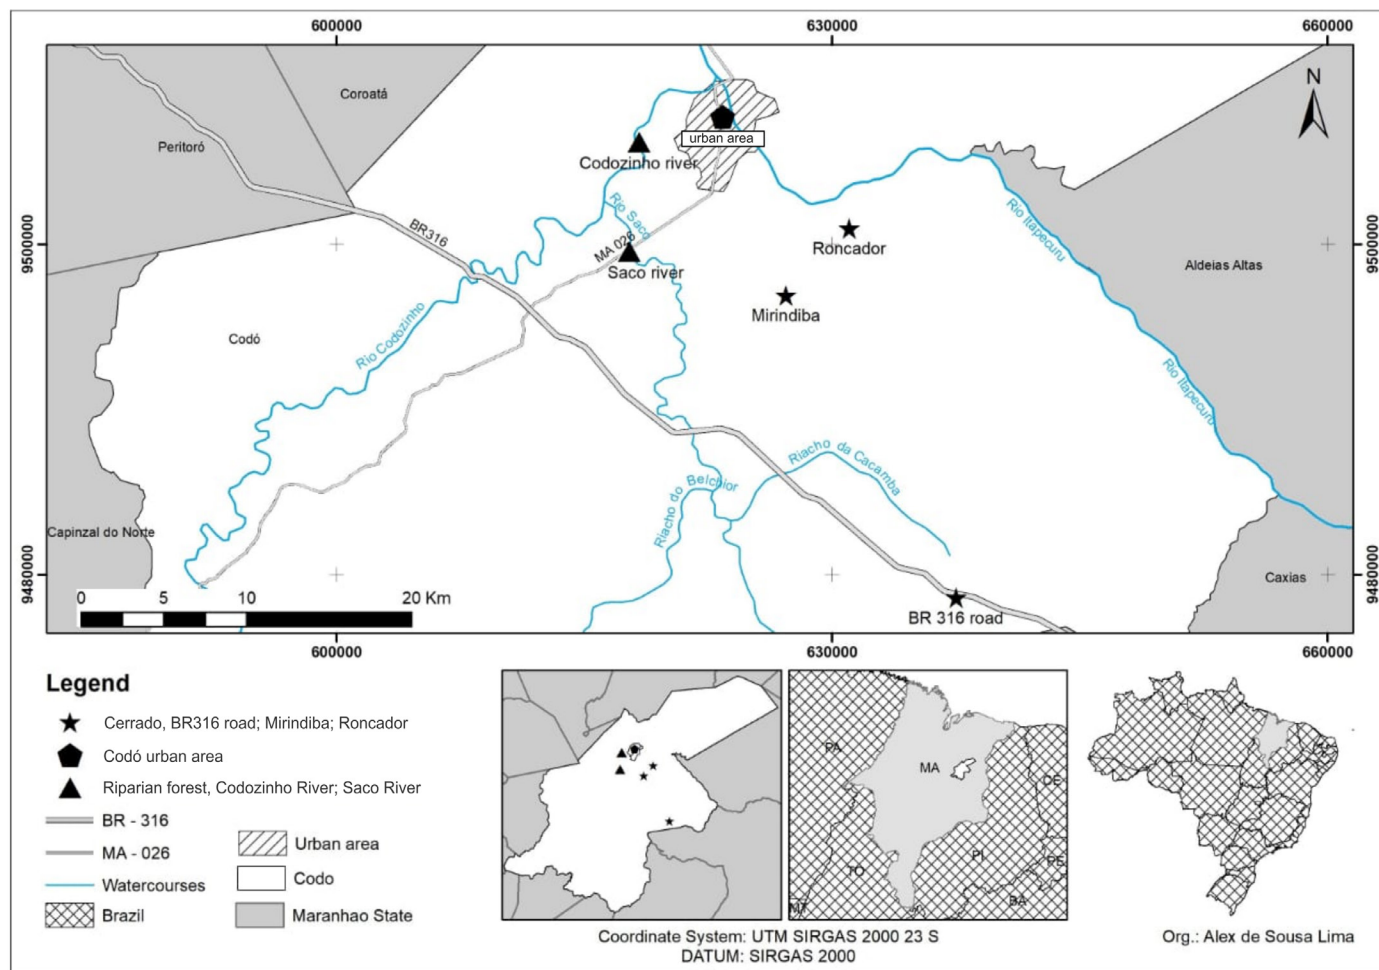 600000 630000 660000
N
Coroatá
Peritoró
urban area
Codozinho river
Rio Saco
BR316
MA 026
Saco river
Roncador
Mirindiba
Rio Itapecuru
Aldeias Altas
9500000 9500000
Codó
Rio Codozinho
Rio Itapecuru
Riacho da Cacamba
Riacho do Belchior
Capinzal do Norte
Caxias
9480000 9480000
0 5 10 20 Km
BR 316 road
600000 630000 660000
Legend
Cerrado, BR316 road; Mirindiba; Roncador
Codó urban area
Riparian forest, Codozinho River; Saco River
BR - 316
MA - 026
Watercourses
Brazil
Urban area
Codo
Maranhao State
PA
MA
CE
TO
PI
PE
BA
MT
Coordinate System: UTM SIRGAS 2000 23 S
DATUM: SIRGAS 2000
Org.: Alex de Sousa Lima